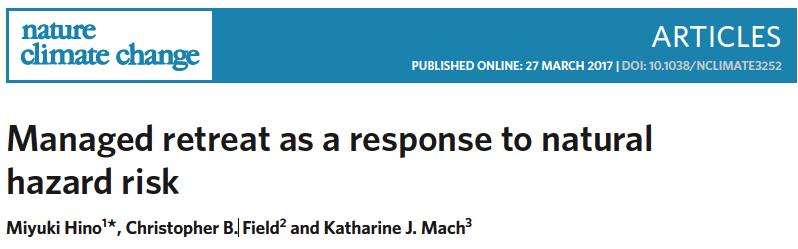 nature
climate change
ARTICLES
PUBLISHED ONLINE: 27 MARCH 2017 | DOI: 10.1038/NCLIMATE3252
Managed retreat as a response to natural
hazard risk
Miyuki Hino¹*, Christopher B. Field² and Katharine J. Mach³